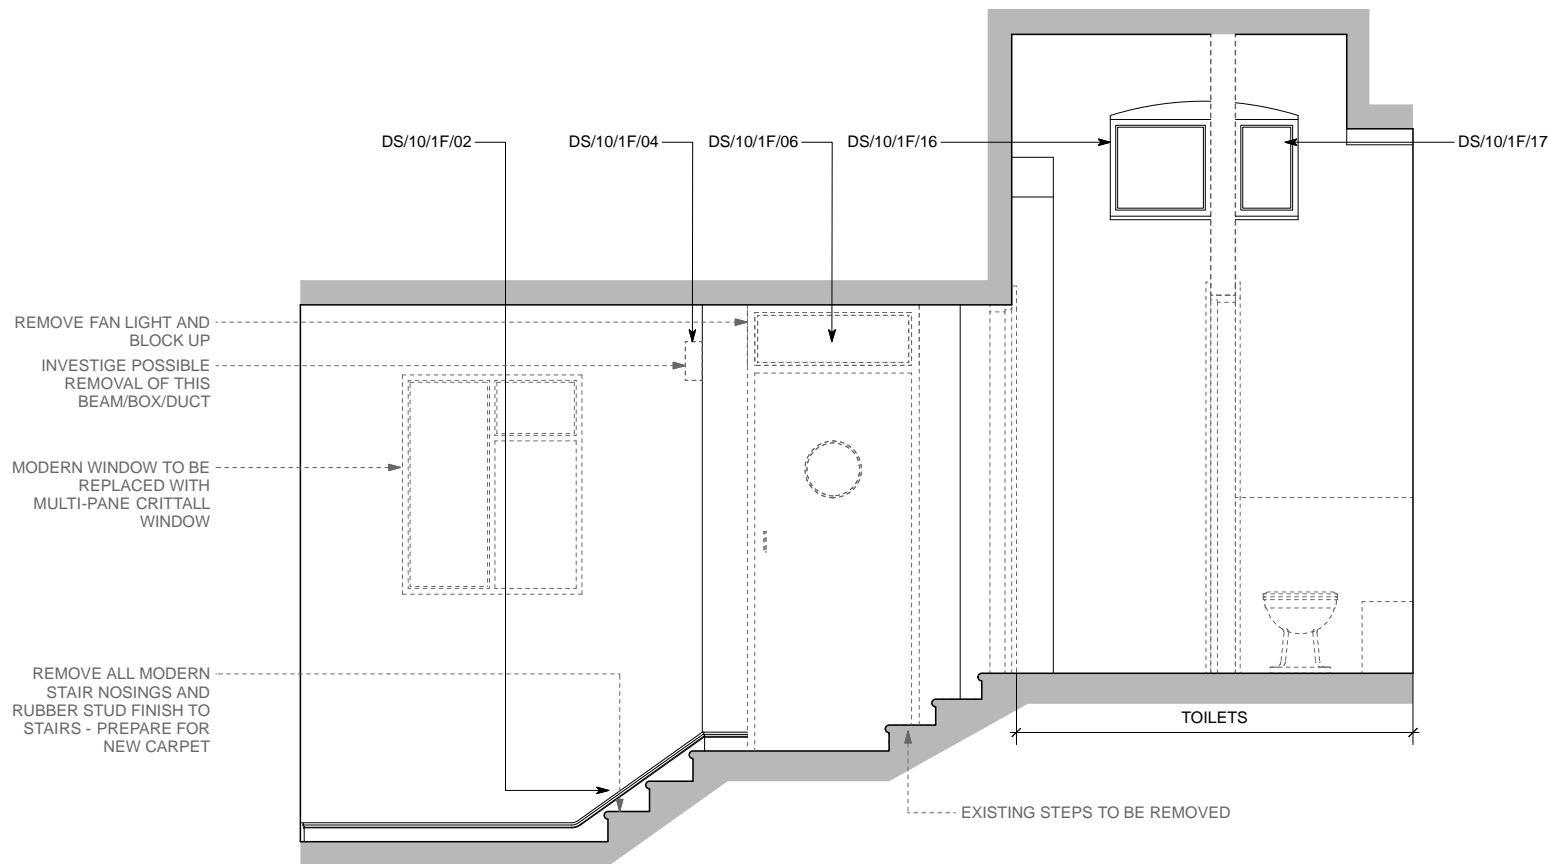 DS/10/1F/02
DS/10/1F/04
DS/10/1F/06
DS/10/1F/16
DS/10/1F/17
REMOVE FAN LIGHT AND
BLOCK UP
INVESTIGE POSSIBLE
REMOVAL OF THIS
BEAM/BOX/DUCT
MODERN WINDOW TO BE
REPLACED WITH
MULTI-PANE CRITTALL
WINDOW
REMOVE ALL MODERN
STAIR NOSINGS AND
RUBBER STUD FINISH TO
STAIRS - PREPARE FOR
NEW CARPET
TOILETS
EXISTING STEPS TO BE REMOVED